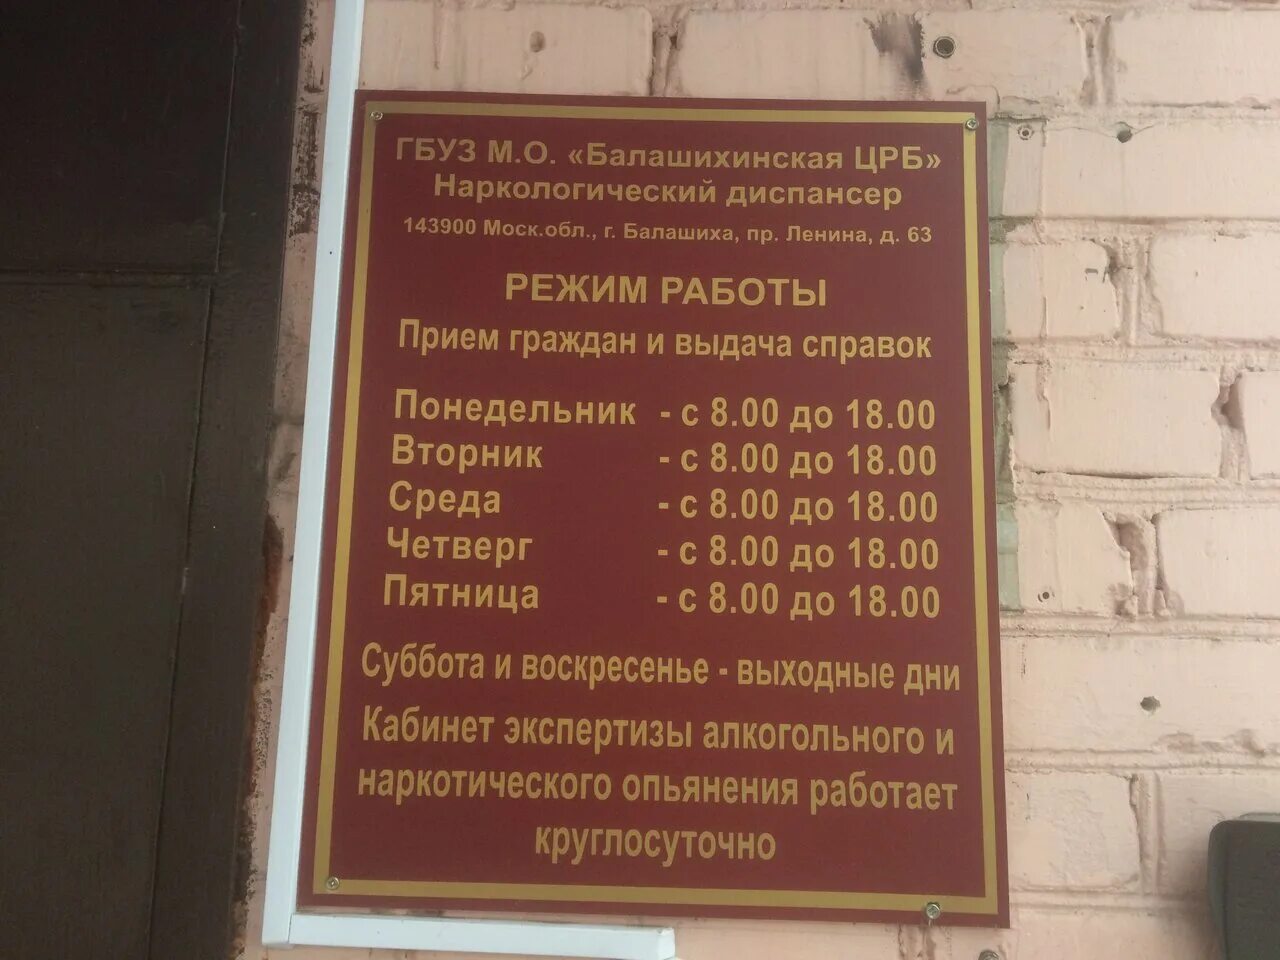 ГБУЗ М.О. «Балашихинская ЦРБ»
Наркологический диспансер
143900 Моск.обл., г. Балашиха, пр. Ленина, д. 63
РЕЖИМ РАБОТЫ
Прием граждан и выдача справок
Понедельник - с 8.00 до 18.00
Вторник - с 8.00 до 18.00
Среда - с 8.00 до 18.00
Четверг - с 8.00 до 18.00
Пятница - с 8.00 до 18.00
Суббота и воскресенье - выходные дни
Кабинет экспертизы алкогольного и
наркотического опьянения работает
круглосуточно